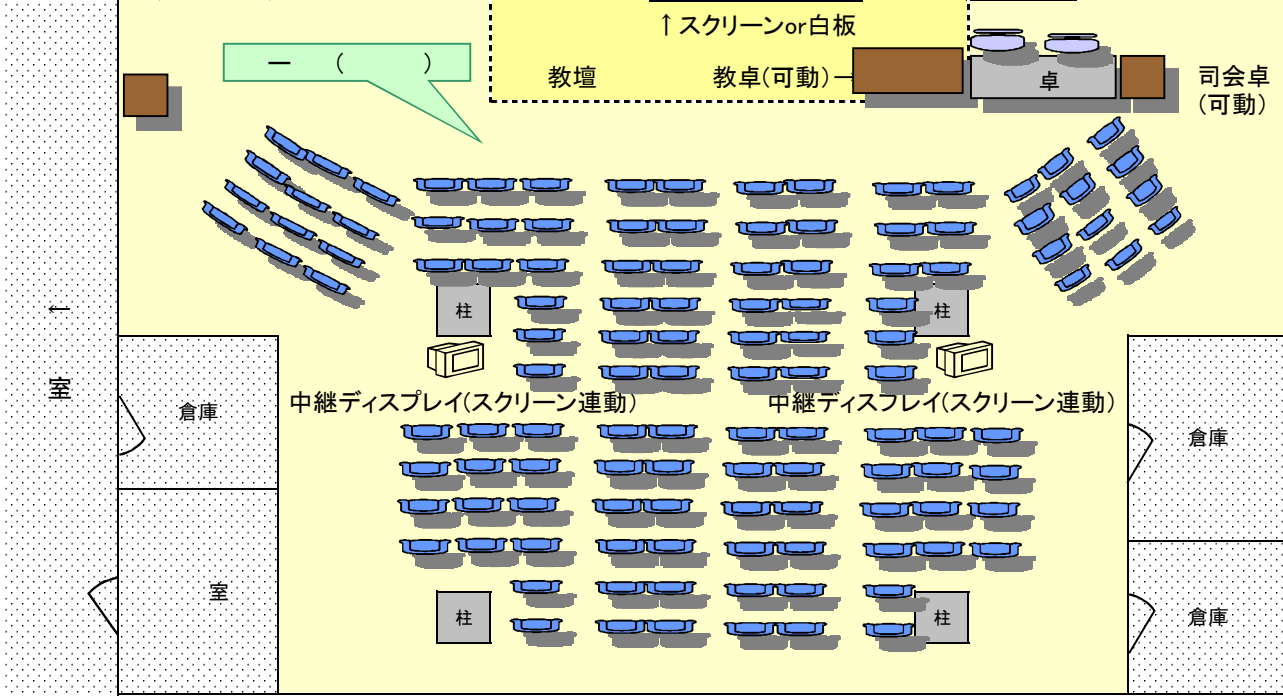 ↑スクリーンor白板
一 （ ）
教壇
教卓(可動)→
卓
司会卓
(可動)
柱
柱
←
室
倉庫
中継ディスプレイ(スクリーン連動)
中継ディスプレイ(スクリーン連動)
倉庫
室
柱
柱
倉庫